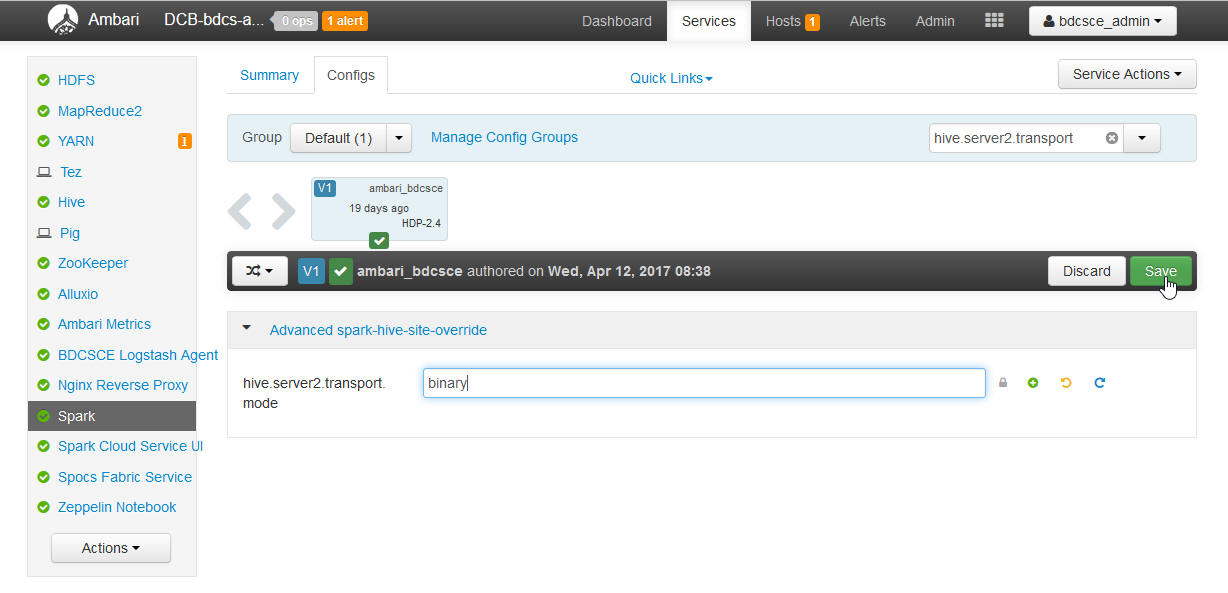 Ambari DCB-bdcs-a... 0 ops 1 alert Dashboard Services Hosts 1 Alerts Admin bdcsce_admin
HDFS
MapReduce2
YARN
Tez
Hive
Pig
ZooKeeper
Alluxio
Ambari Metrics
BDCSCE Logstash Agent
Nginx Reverse Proxy
Spark
Spark Cloud Service UI
Spocs Fabric Service
Zeppelin Notebook
Actions
Summary Configs Quick Links Service Actions
Group Default (1) Manage Config Groups hive.server2.transport
V1 ambari_bdcsce
19 days ago
HDP-2.4
V1 ambari_bdcsce authored on Wed, Apr 12, 2017 08:38 Discard Save
Advanced spark-hive-site-override
hive.server2.transport. binary
mode